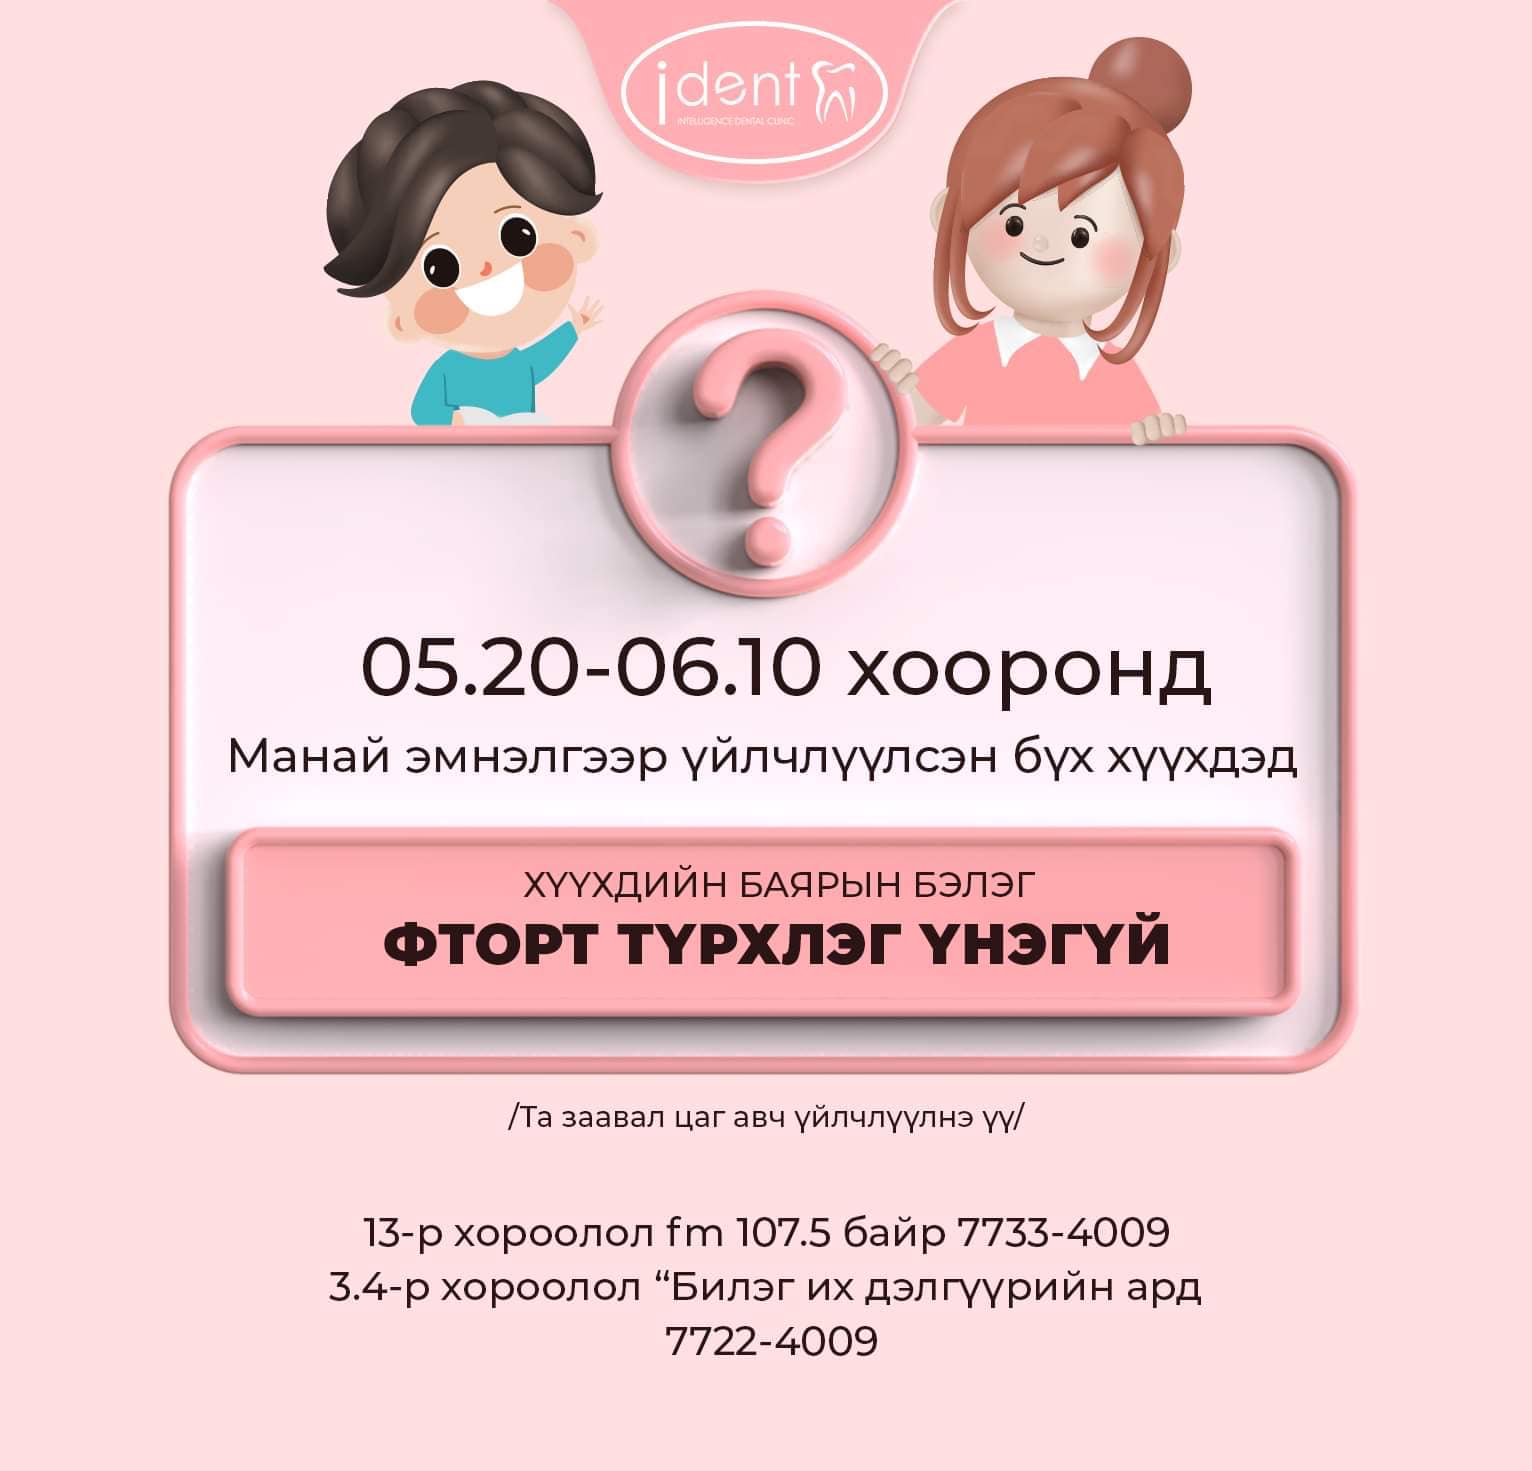 ident
INTELLIGENCE DENTAL CLINIC
?
05.20-06.10 хооронд
Манай эмнэлгээр үйлчлүүлсэн бүх хүүхдэд
ХҮҮХДИЙН БАЯРЫН БЭЛЭГ
ФТОРТ ТҮРХЛЭГ ҮНЭГҮЙ
/Та заавал цаг авч үйлчлүүлнэ үү/
13-р хороолол fm 107.5 байр 7733-4009
3.4-р хороолол “Билэг их дэлгүүрийн ард
7722-4009